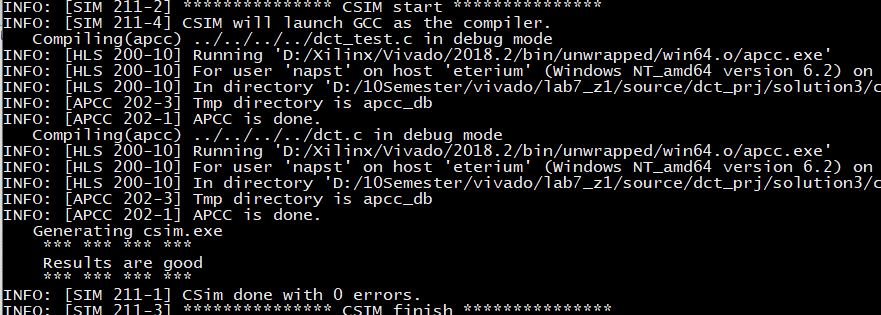 INFO: [SIM 211-2] *************** CSIM start ***************
INFO: [SIM 211-4] CSIM will launch GCC as the compiler.
Compiling(apcc) ../../../../dct_test.c in debug mode
INFO: [HLS 200-10] Running 'D:/Xilinx/Vivado/2018.2/bin/unwrapped/win64.o/apcc.exe'
INFO: [HLS 200-10] For user 'napst' on host 'eterium' (Windows NT_amd64 version 6.2) on
INFO: [HLS 200-10] In directory 'D:/10Semester/vivado/lab7_z1/source/dct_prj/solution3/c
INFO: [APCC 202-3] Tmp directory is apcc_db
INFO: [APCC 202-1] APCC is done.
Compiling(apcc) ../../../../dct.c in debug mode
INFO: [HLS 200-10] Running 'D:/Xilinx/Vivado/2018.2/bin/unwrapped/win64.o/apcc.exe'
INFO: [HLS 200-10] For user 'napst' on host 'eterium' (Windows NT_amd64 version 6.2) on
INFO: [HLS 200-10] In directory 'D:/10Semester/vivado/lab7_z1/source/dct_prj/solution3/c
INFO: [APCC 202-3] Tmp directory is apcc_db
INFO: [APCC 202-1] APCC is done.
Generating csim.exe
*** *** *** ***
Results are good
*** *** *** ***
INFO: [SIM 211-1] CSim done with 0 errors.
INFO: [SIM 211-3] *************** CSIM finish ***************